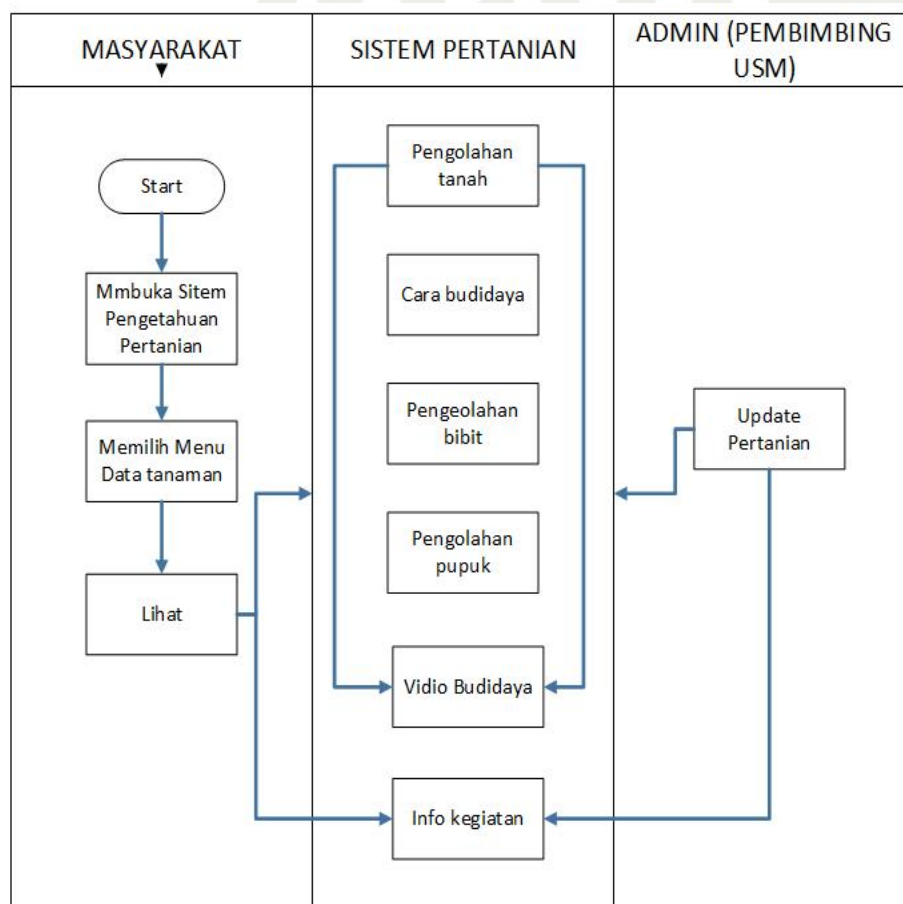 MASYARAKAT
SISTEM PERTANIAN
ADMIN (PEMBIMBING
USM)
Start
Mmbuka Sitem
Pengetahuan
Pertanian
Memilih Menu
Data tanaman
Lihat
Pengolahan
tanah
Cara budidaya
Pengeolahan
bibit
Pengolahan
pupuk
Vidio Budidaya
Info kegiatan
Update
Pertanian